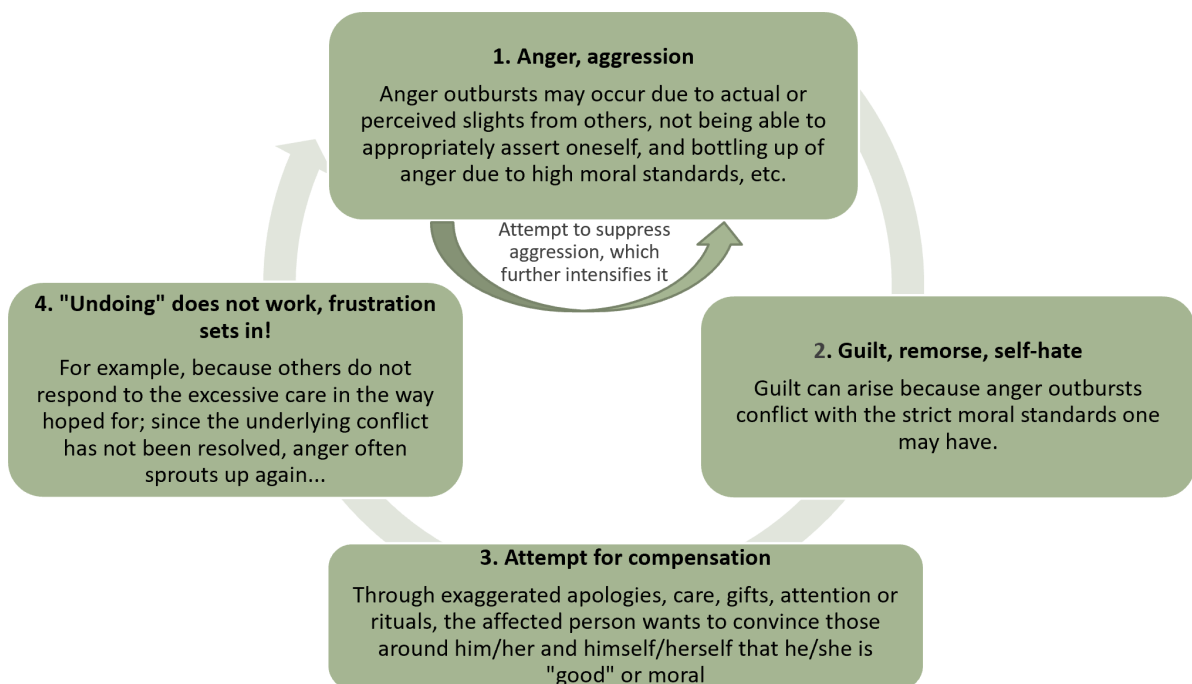 1. Anger, aggression
Anger outbursts may occur due to actual or
perceived slights from others, not being able to
appropriately assert oneself, and bottling up of
anger due to high moral standards, etc.
Attempt to suppress
aggression, which
further intensifies it
2. Guilt, remorse, self-hate
Guilt can arise because anger outbursts
conflict with the strict moral standards one
may have.
3. Attempt for compensation
Through exaggerated apologies, care, gifts, attention or
rituals, the affected person wants to convince those
around him/her and himself/herself that he/she is
"good" or moral
4. "Undoing" does not work, frustration
sets in!
For example, because others do not
respond to the excessive care in the way
hoped for; since the underlying conflict
has not been resolved, anger often
sprouts up again...